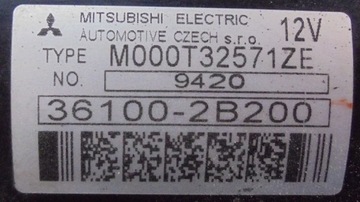 MITSUBISHI ELECTRIC
AUTOMOTIVE CZECH s.r.o. 12V
TYPE M000T32571ZE
NO. 9420
36100-2B200